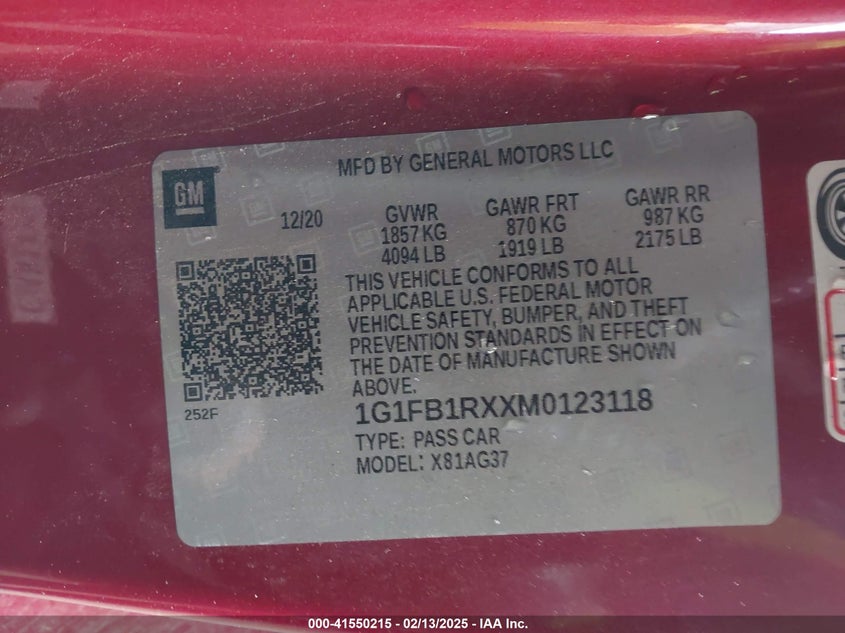 MFD BY GENERAL MOTORS LLC
GM
12/20
GVWR
1857 KG
4094 LB
GAWR FRT
870 KG
1919 LB
GAWR RR
987 KG
2175 LB
THIS VEHICLE CONFORMS TO ALL
APPLICABLE U.S. FEDERAL MOTOR
VEHICLE SAFETY, BUMPER, AND THEFT
PREVENTION STANDARDS IN EFFECT ON
THE DATE OF MANUFACTURE SHOWN
ABOVE.
252F
1G1FB1RXXM0123118
TYPE: PASS CAR
MODEL: X81AG37
000-41550215 - 02/13/2025 - IAA Inc.